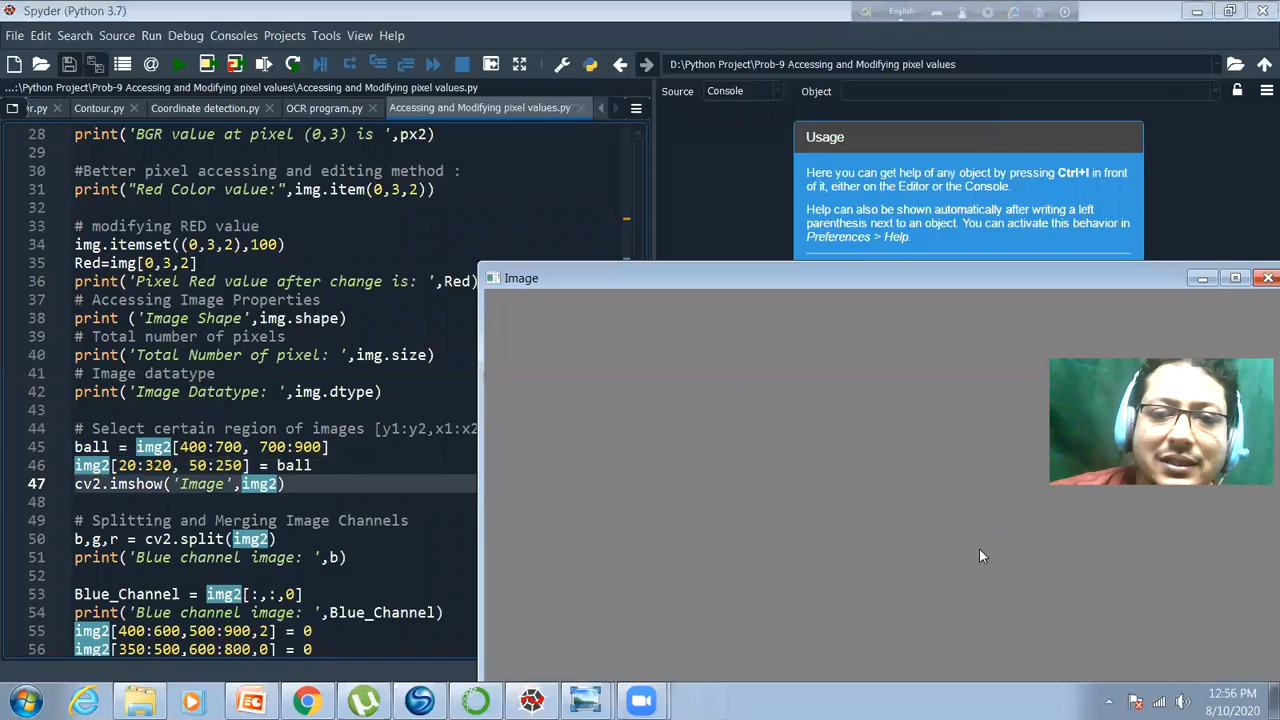 Spyder (Python 3.7)
English
File Edit Search Source Run Debug Consoles Projects Tools View Help
D:\Python Project\Prob-9 Accessing and Modifying pixel values
...:\Python Project\Prob-9 Accessing and Modifying pixel values\Accessing and Modifying pixel values.py
Source Console Object
er.py Contour.py Coordinate detection.py OCR program.py Accessing and Modifying pixel values.py*
Usage
Here you can get help of any object by pressing Ctrl+I in front
of it, either on the Editor or the Console.
Help can also be shown automatically after writing a left
parenthesis next to an object. You can activate this behavior in
Preferences > Help.
28 print('BGR value at pixel (0,3) is ',px2)
29
30 #Better pixel accessing and editing method :
31 print("Red Color value:",img.item(0,3,2))
32
33 # modifying RED value
34 img.itemset((0,3,2),100)
35 Red=img[0,3,2]
36 print('Pixel Red value after change is: ',Red)
37 # Accessing Image Properties
38 print ('Image Shape',img.shape)
39 # Total number of pixels
40 print('Total Number of pixel: ',img.size)
41 # Image datatype
42 print('Image Datatype: ',img.dtype)
43
44 # Select certain region of images [y1:y2,x1:x2
45 ball = img2[400:700, 700:900]
46 img2[20:320, 50:250] = ball
47 cv2.imshow('Image',img2)
48
49 # Splitting and Merging Image Channels
50 b,g,r = cv2.split(img2)
51 print('Blue channel image: ',b)
52
53 Blue_Channel = img2[:,:,0]
54 print('Blue channel image: ',Blue_Channel)
55 img2[400:600,500:900,2] = 0
56 img2[350:500,600:800,0] = 0
Image
12:56 PM
8/10/2020